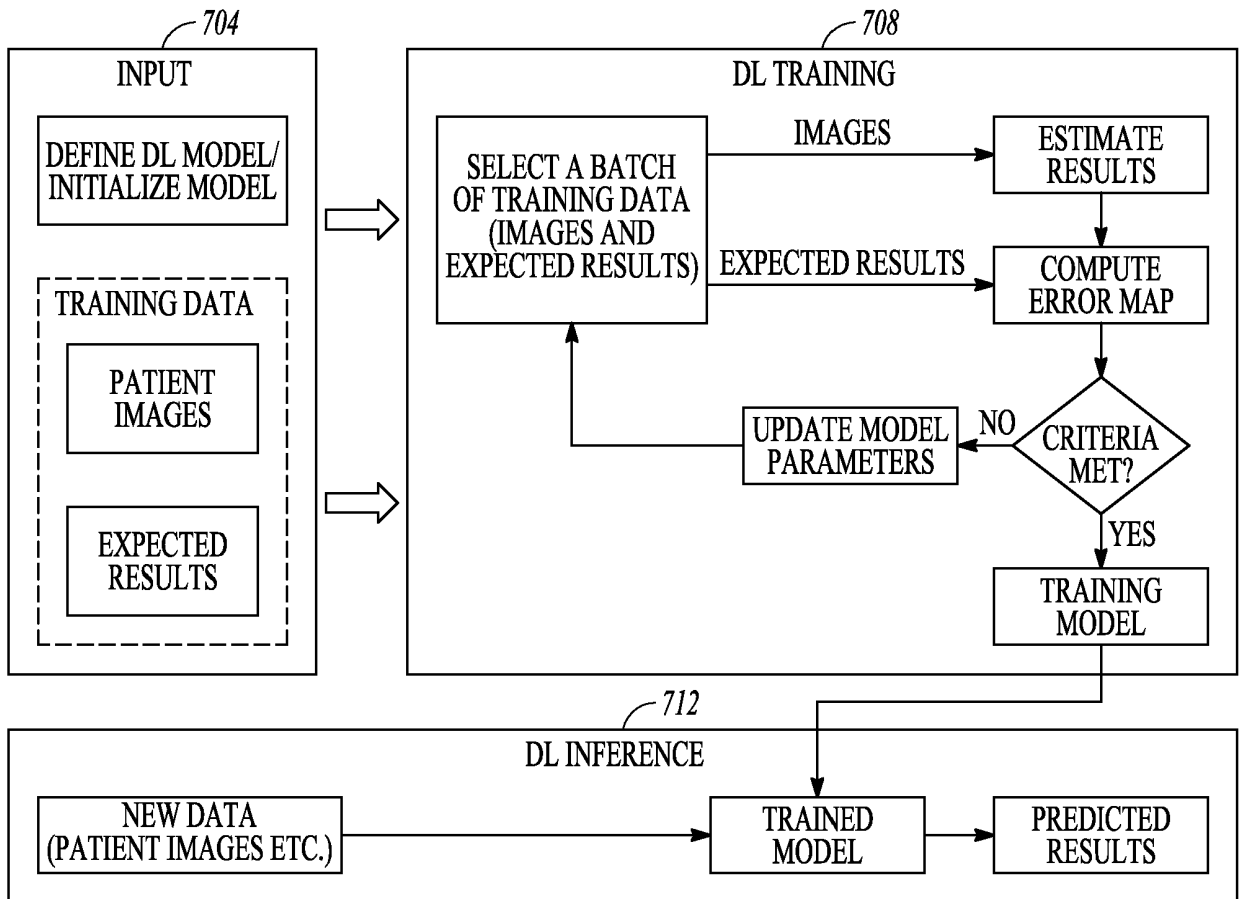 704
INPUT
DEFINE DL MODEL/
INITIALIZE MODEL
TRAINING DATA
PATIENT
IMAGES
EXPECTED
RESULTS
708
DL TRAINING
SELECT A BATCH
OF TRAINING DATA
(IMAGES AND
EXPECTED RESULTS)
IMAGES
EXPECTED RESULTS
ESTIMATE
RESULTS
COMPUTE
ERROR MAP
CRITERIA
MET?
NO
UPDATE MODEL
PARAMETERS
YES
TRAINING
MODEL
712
DL INFERENCE
NEW DATA
(PATIENT IMAGES ETC.)
TRAINED
MODEL
PREDICTED
RESULTS